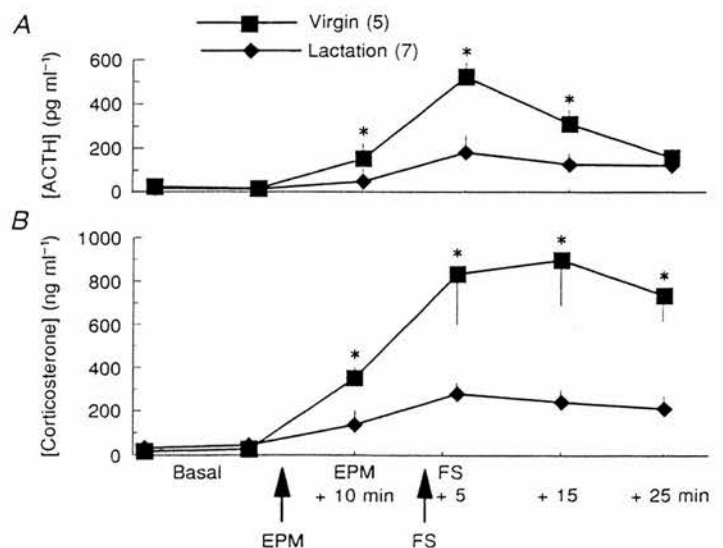 A
Virgin (5)
Lactation (7)
[ACTH] (pg ml⁻¹)
600
400
200
0
*
*
*
B
[Corticosterone] (ng ml⁻¹)
1000
800
600
400
200
0
*
*
*
*
Basal
EPM
+ 10 min
FS
+ 5
+ 15
+ 25 min
EPM
FS